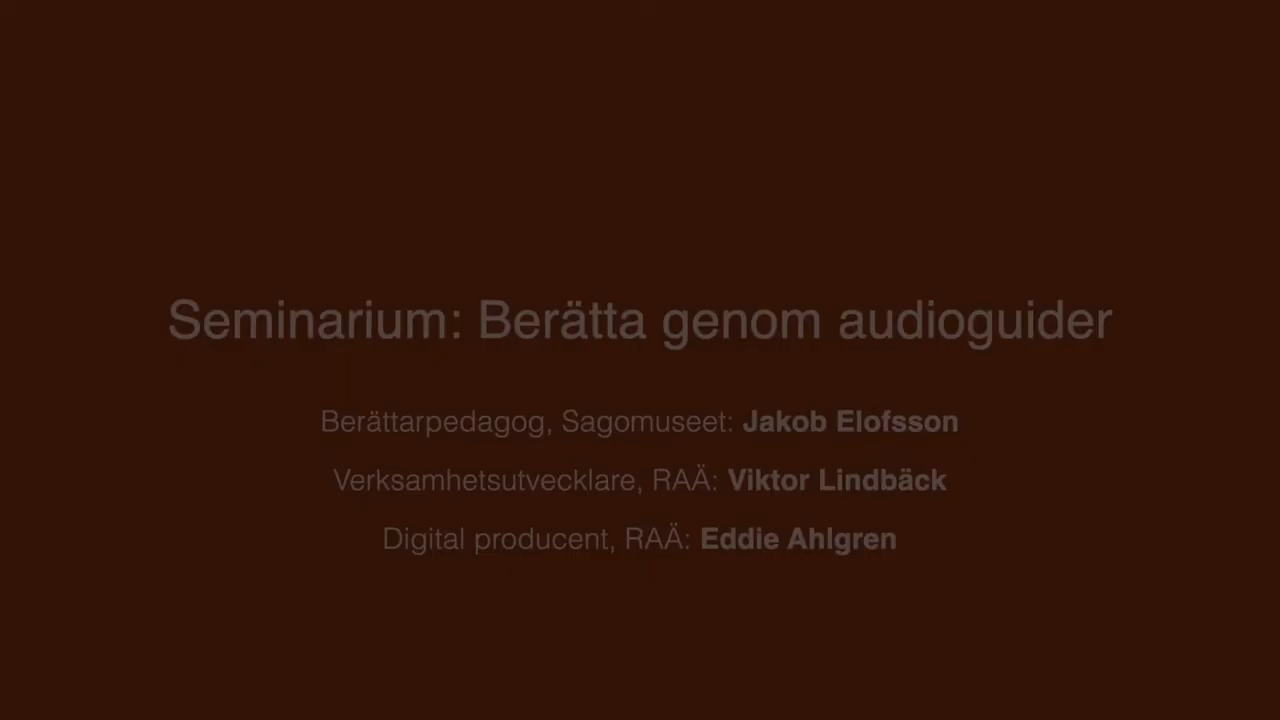 Seminarium: Berätta genom audioguider
Berättarpedagog, Sagomuseet: Jakob Elofsson
Verksamhetsutvecklare, RAÄ: Viktor Lindbäck
Digital producent, RAÄ: Eddie Ahlgren